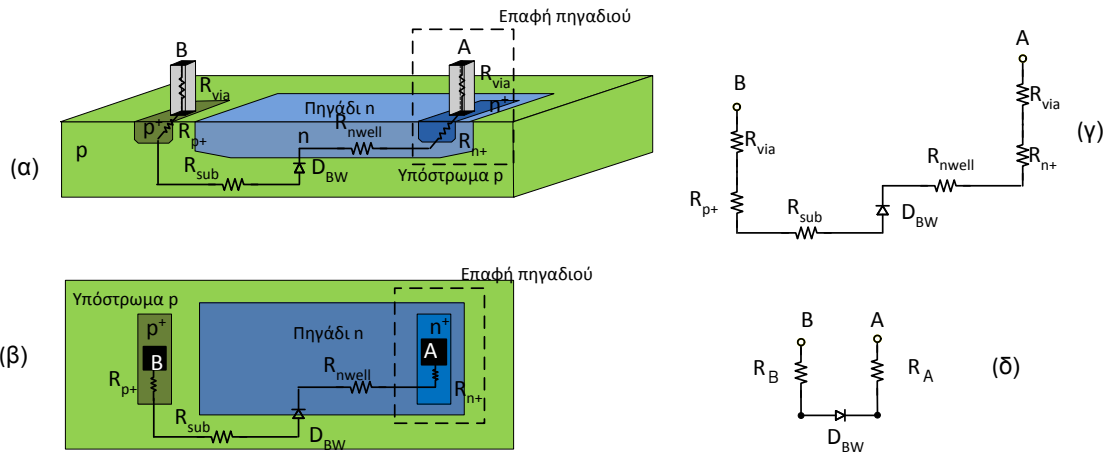 Επαφή πηγαδιού
B
A
R_via
R_via
Πηγάδι n
n+
p+
R_p+
n
R_nwell
R_n+
p
R_sub
D_BW
Υπόστρωμα p
(α)
A
B
R_via
R_via
(γ)
R_nwell
R_n+
R_p+
R_sub
D_BW
Επαφή πηγαδιού
Υπόστρωμα p
p+
n+
Πηγάδι n
B
A
(β)
R_nwell
R_p+
R_n+
R_sub
D_BW
B
A
R_B
R_A
(δ)
D_BW